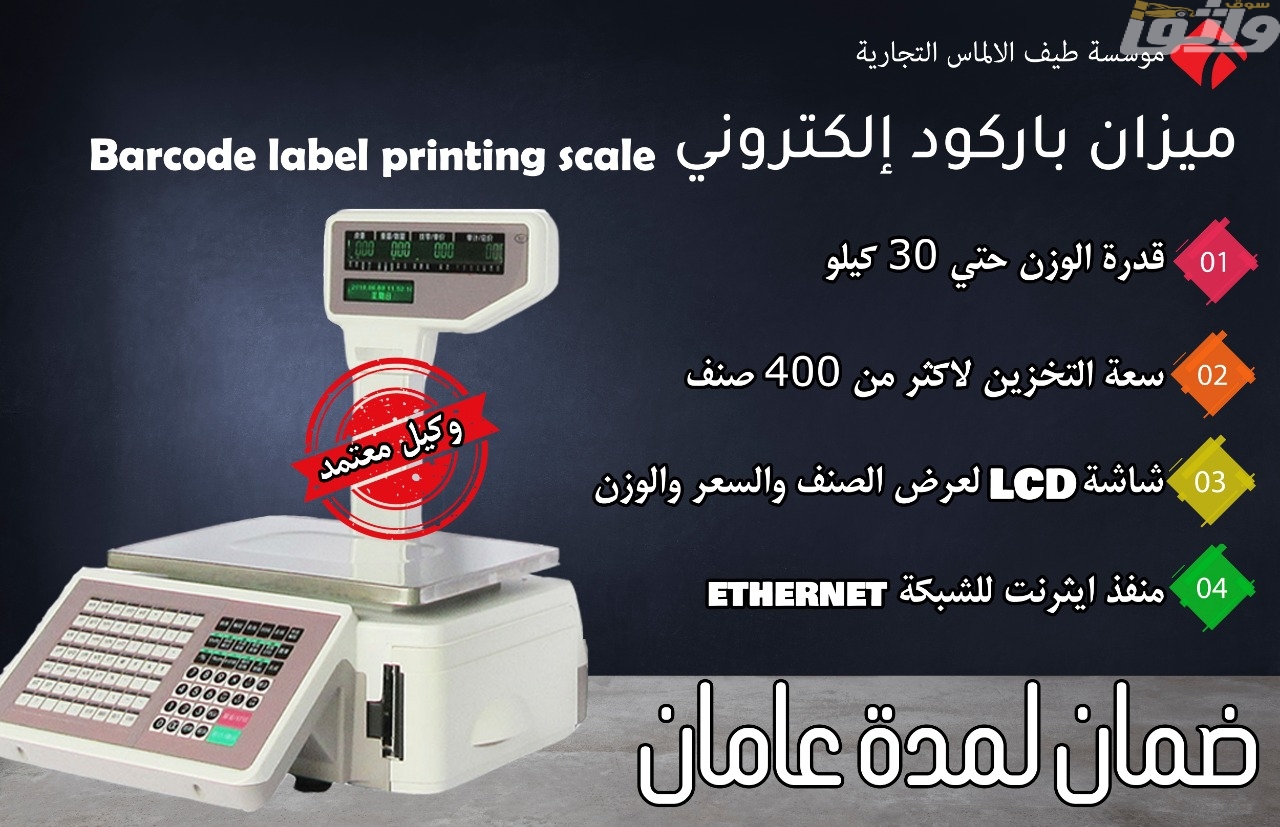 سوق
واثق
مؤسسة طيف الالماس التجارية
ميزان باركود إلكتروني Barcode label printing scale
01 قدرة الوزن حتي 30 كيلو
02 سعة التخزين لاكثر من 400 صنف
03 شاشة LCD لعرض الصنف والسعر والوزن
04 منفذ ايثرنت للشبكة ETHERNET
وكيل معتمد
ضمان لمدة عامان